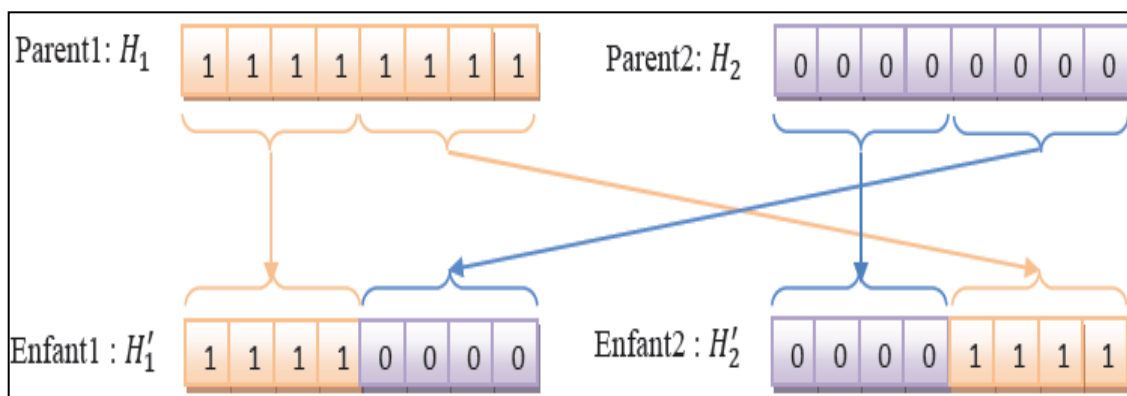 Parent1: H₁ 1 1 1 1 1 1 1 1 Parent2: H₂ 0 0 0 0 0 0 0 0
Enfant1 : H₁′ 1 1 1 1 0 0 0 0 Enfant2 : H₂′ 0 0 0 0 1 1 1 1